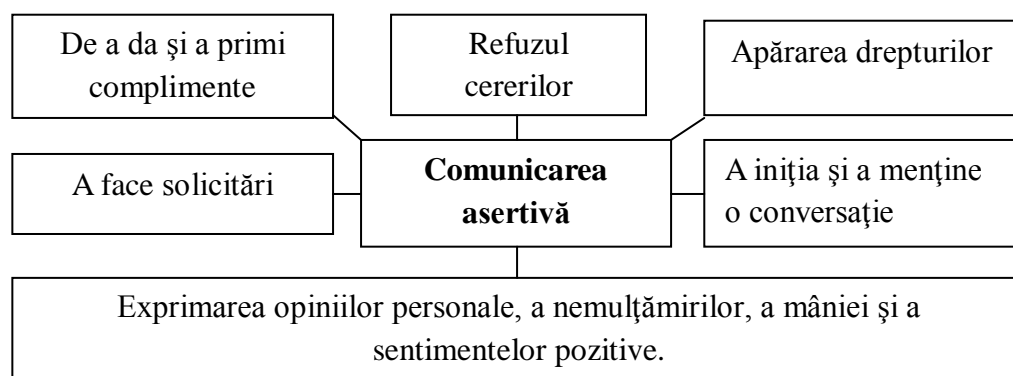 De a da şi a primi
complimente
Refuzul
cererilor
Apărarea drepturilor
A face solicitări
Comunicarea
asertivă
A iniţia şi a menţine
o conversaţie
Exprimarea opiniilor personale, a nemulţămirilor, a mâniei şi a
sentimentelor pozitive.